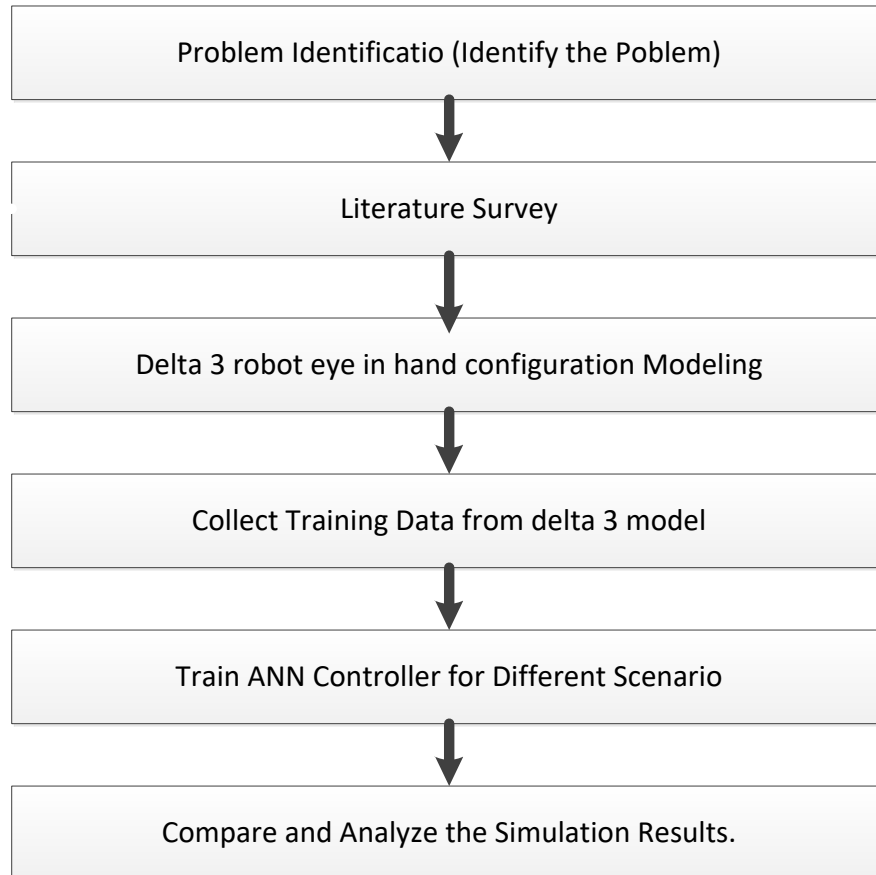 Problem Identificatio (Identify the Poblem)
Literature Survey
Delta 3 robot eye in hand configuration Modeling
Collect Training Data from delta 3 model
Train ANN Controller for Different Scenario
Compare and Analyze the Simulation Results.